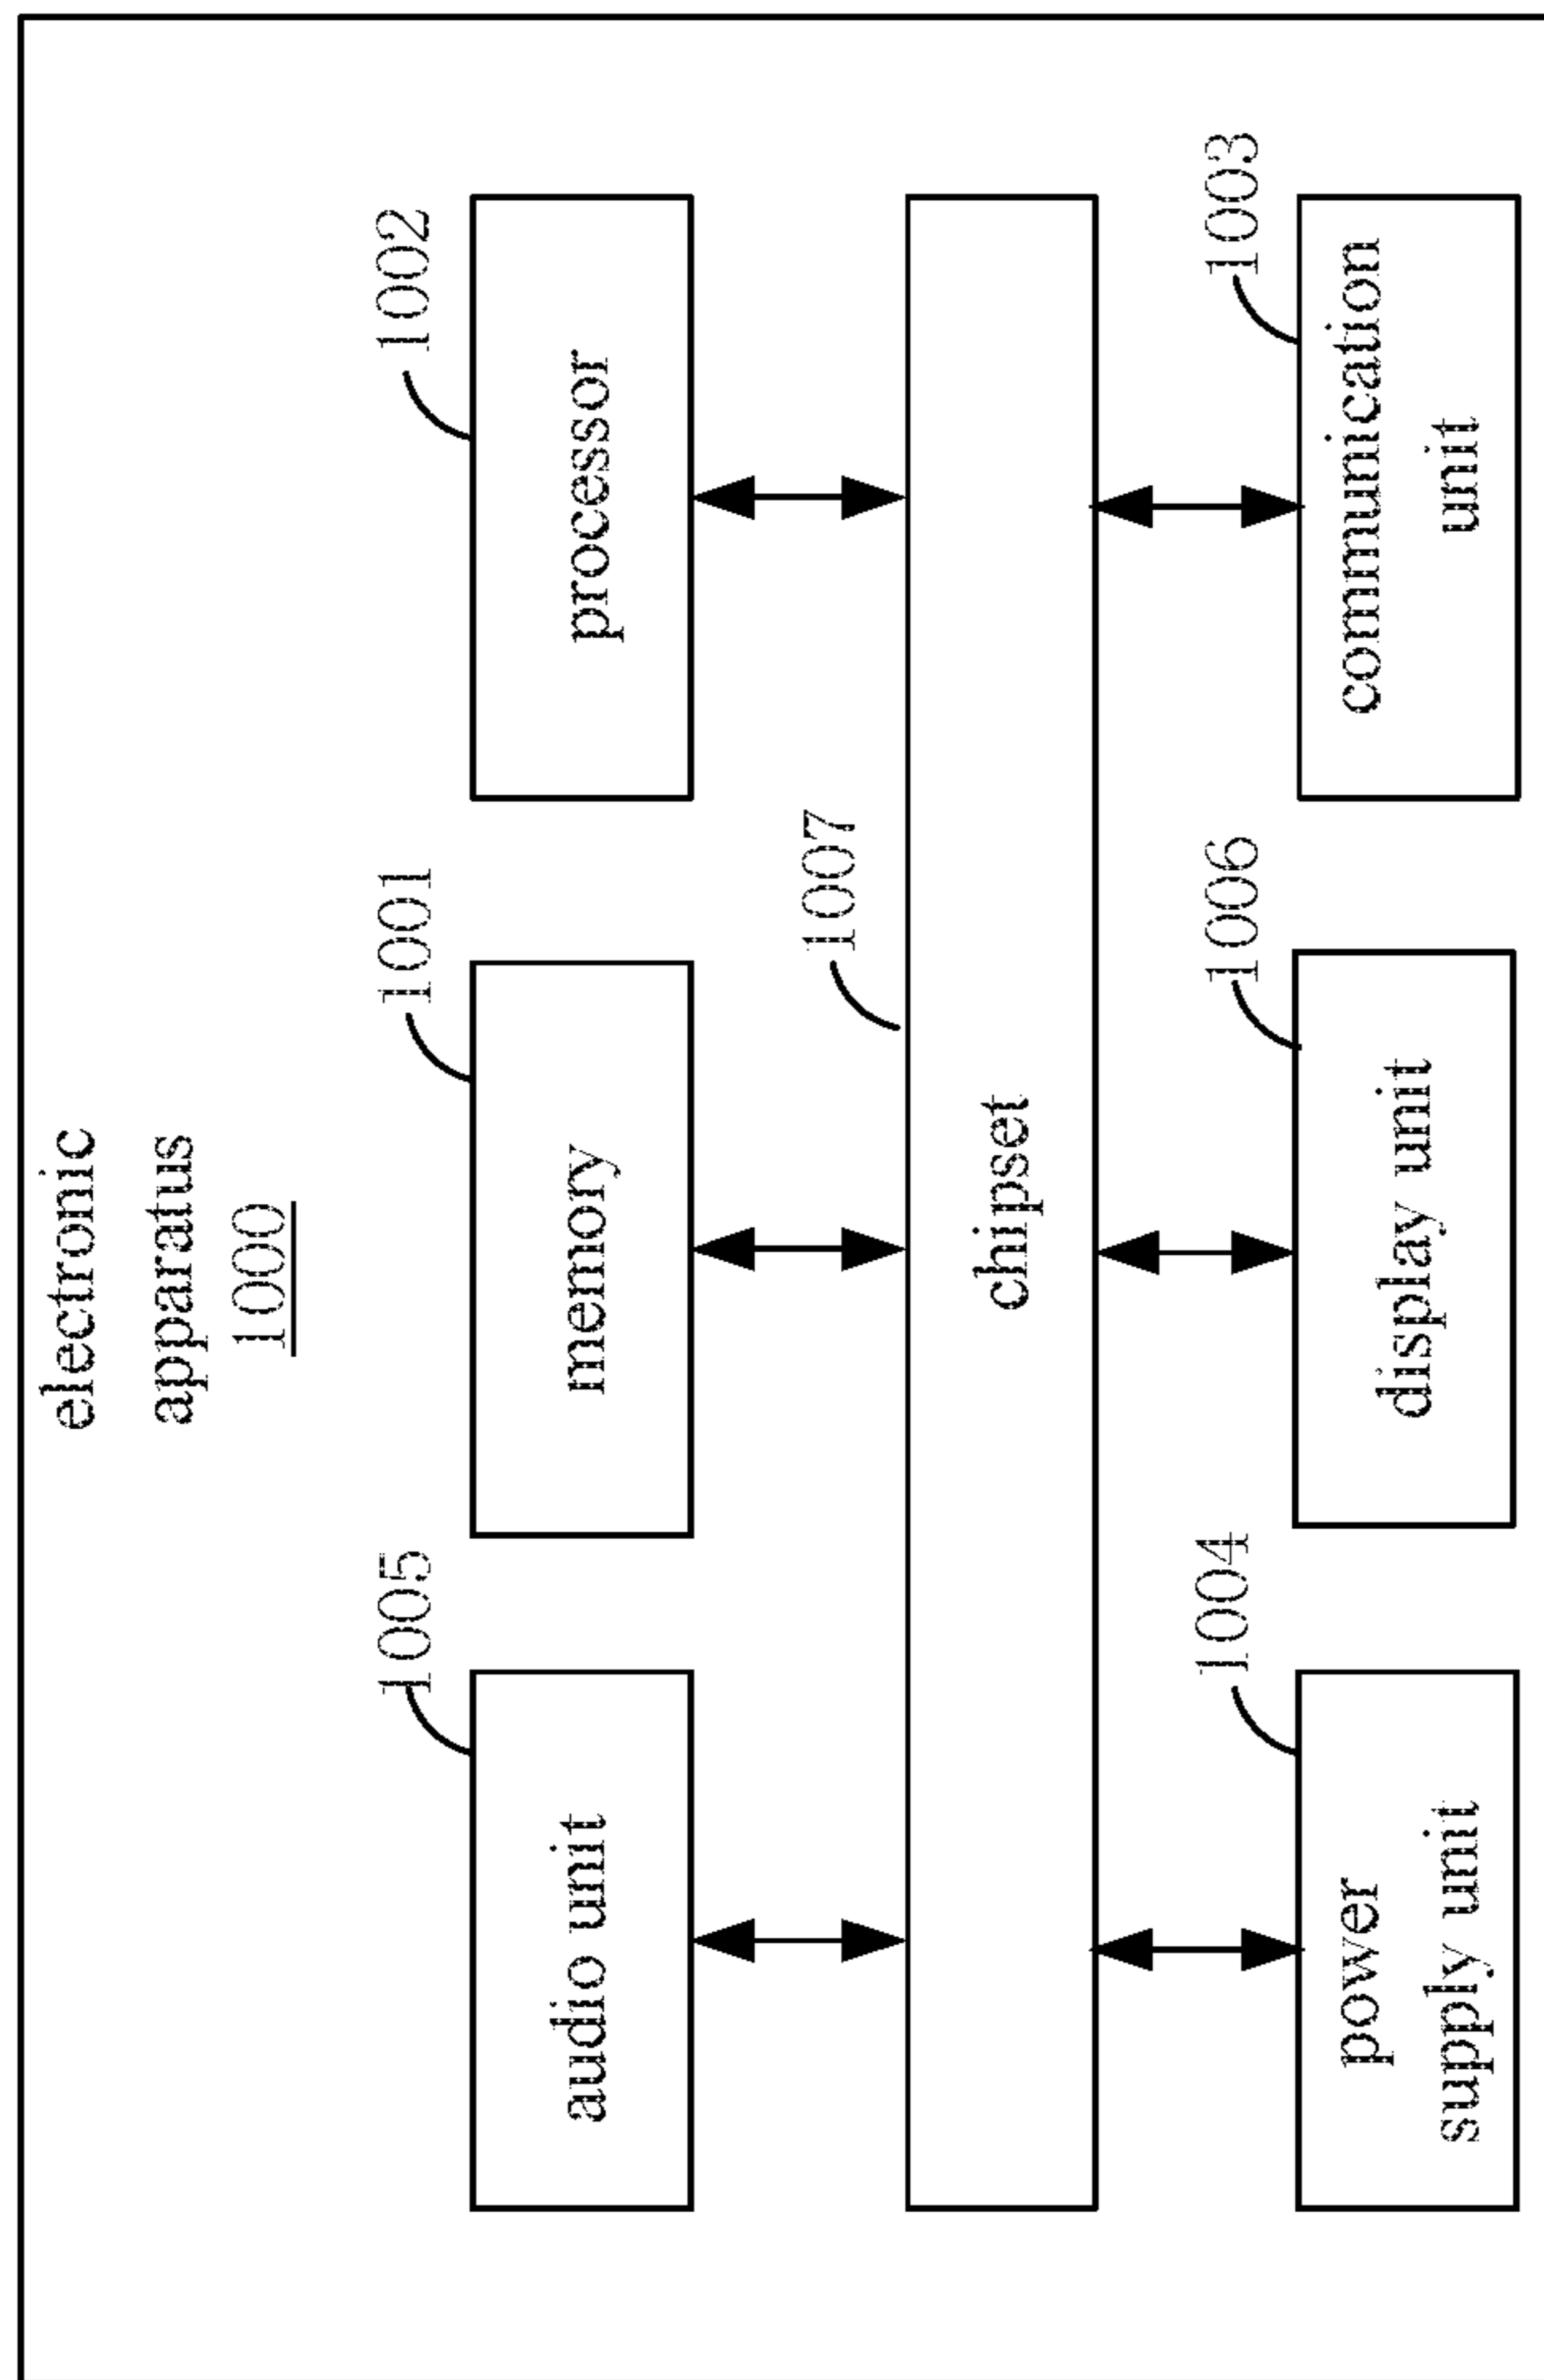 electronic
apparatus
1000
1005
1001
1002
audio unit
memory
processor
1007
chipset
1004
1006
1003
power
supply unit
display unit
communication
unit